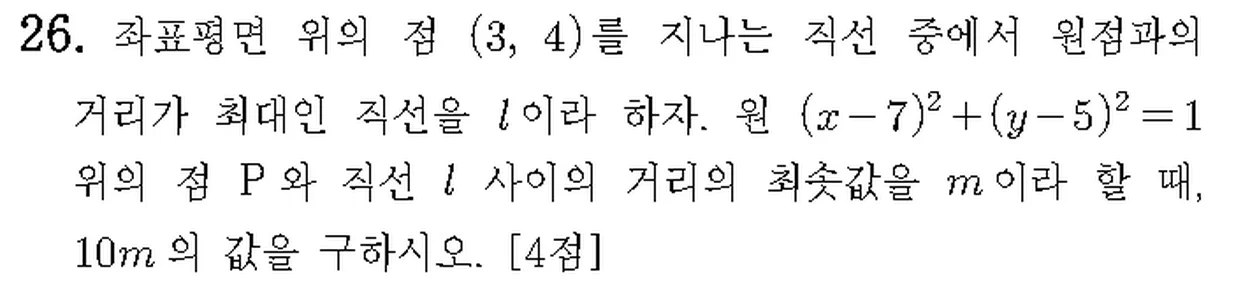 26. 좌표평면 위의 점 (3, 4)를 지나는 직선 중에서 원점과의
거리가 최대인 직선을 l이라 하자. 원 (x-7)²+(y-5)²=1
위의 점 P와 직선 l 사이의 거리의 최솟값을 m이라 할 때,
10m의 값을 구하시오. [4점]